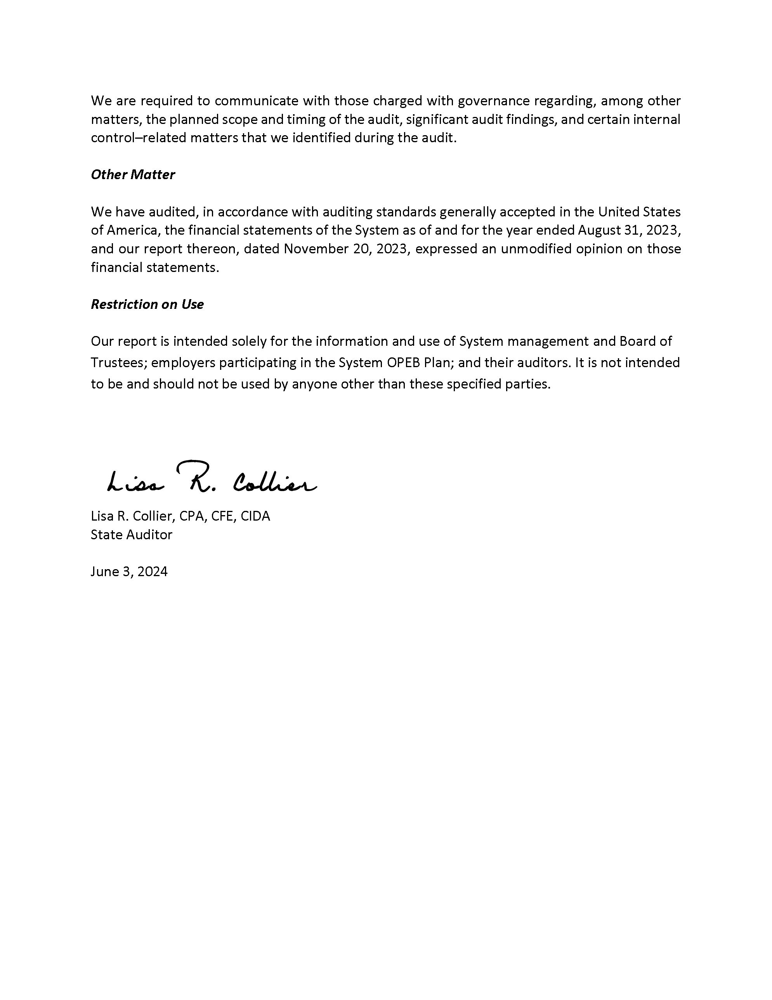 We are required to communicate with those charged with governance regarding, among other
matters, the planned scope and timing of the audit, significant audit findings, and certain internal
control–related matters that we identified during the audit.
Other Matter
We have audited, in accordance with auditing standards generally accepted in the United States
of America, the financial statements of the System as of and for the year ended August 31, 2023,
and our report thereon, dated November 20, 2023, expressed an unmodified opinion on those
financial statements.
Restriction on Use
Our report is intended solely for the information and use of System management and Board of
Trustees; employers participating in the System OPEB Plan; and their auditors. It is not intended
to be and should not be used by anyone other than these specified parties.
Lisa R. Collier
Lisa R. Collier, CPA, CFE, CIDA
State Auditor
June 3, 2024